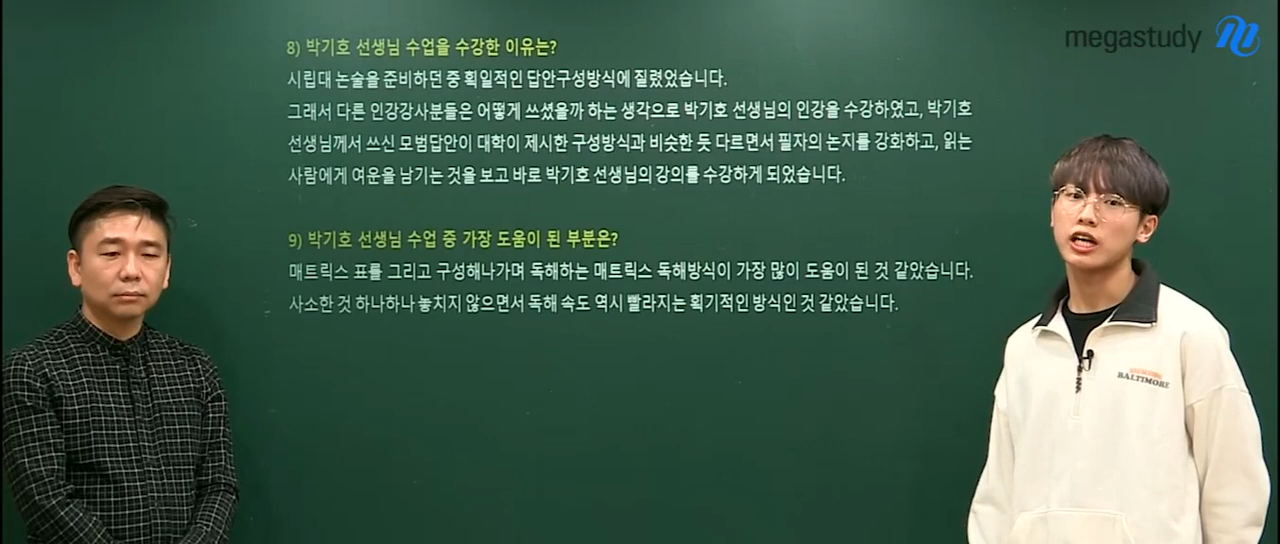 megastudy
8) 박기호 선생님 수업을 수강한 이유는?
시립대 논술을 준비하던 중 획일적인 답안구성방식에 질렸었습니다.
그래서 다른 인강강사분들은 어떻게 쓰셨을까 하는 생각으로 박기호 선생님의 인강을 수강하였고, 박기호
선생님께서 쓰신 모범답안이 대학이 제시한 구성방식과 비슷한 듯 다르면서 필자의 논지를 강화하고, 읽는
사람에게 여운을 남기는 것을 보고 바로 박기호 선생님의 강의를 수강하게 되었습니다.
9) 박기호 선생님 수업 중 가장 도움이 된 부분은?
매트릭스 표를 그리고 구성해나가며 독해하는 매트릭스 독해방식이 가장 많이 도움이 된 것 같았습니다.
사소한 것 하나하나 놓치지 않으면서 독해 속도 역시 빨라지는 획기적인 방식인 것 같았습니다.
BALTIMORE